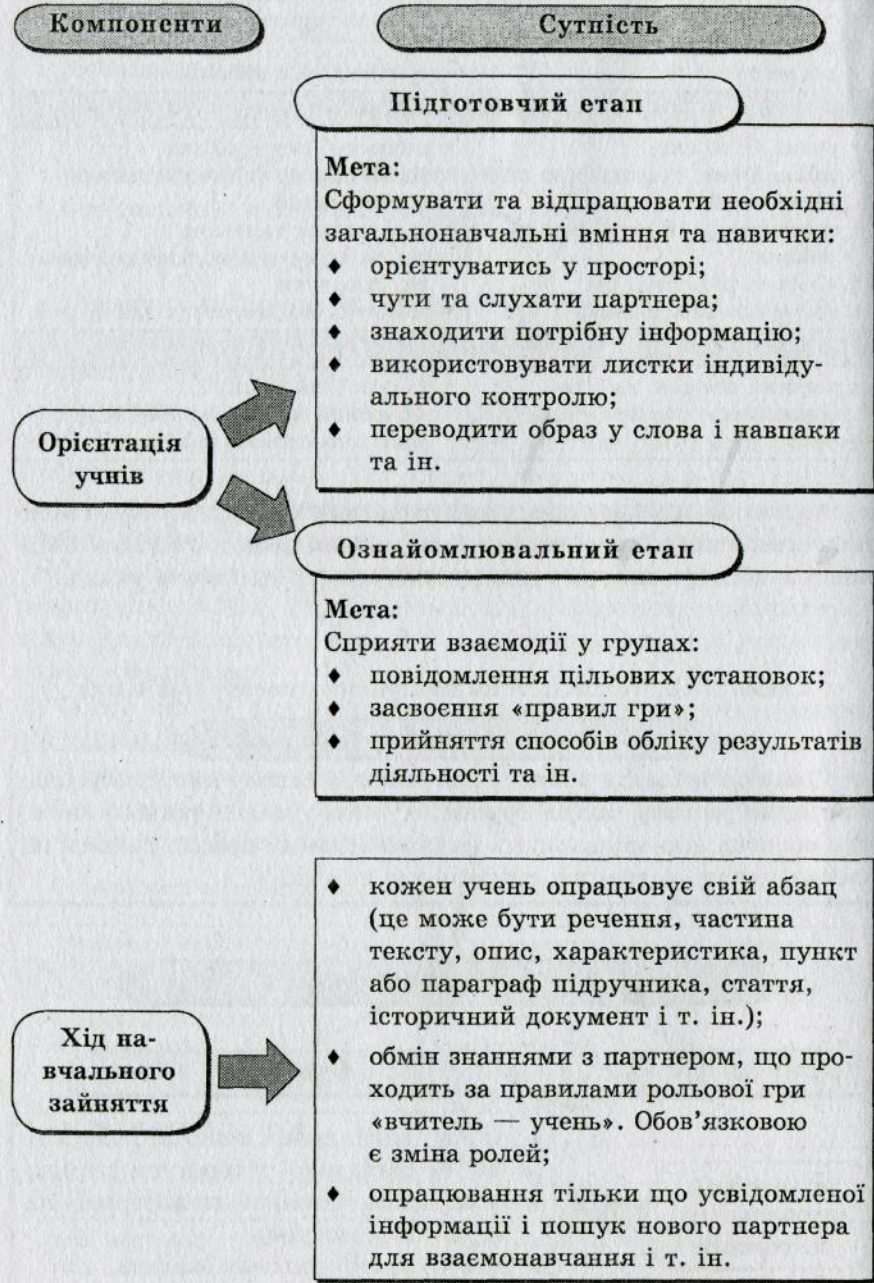 Компоненти
Сутність
Підготовчий етап
Мета:
Сформувати та відпрацювати необхідні
загальнонавчальні вміння та навички:
♦ орієнтуватись у просторі;
♦ чути та слухати партнера;
♦ знаходити потрібну інформацію;
♦ використовувати листки індивіду-
ального контролю;
♦ переводити образ у слова і навпаки
та ін.
Орієнтація
учнів
Ознайомлювальний етап
Мета:
Сприяти взаємодії у групах:
♦ повідомлення цільових установок;
♦ засвоєння «правил гри»;
♦ прийняття способів обліку результатів
діяльності та ін.
Хід на-
вчального
зайняття
♦ кожен учень опрацьовує свій абзац
(це може бути речення, частина
тексту, опис, характеристика, пункт
або параграф підручника, стаття,
історичний документ і т. ін.);
♦ обмін знаннями з партнером, що про-
ходить за правилами рольової гри
«вчитель — учень». Обов’язковою
є зміна ролей;
♦ опрацювання тільки що усвідомленої
інформації і пошук нового партнера
для взаємонавчання і т. ін.